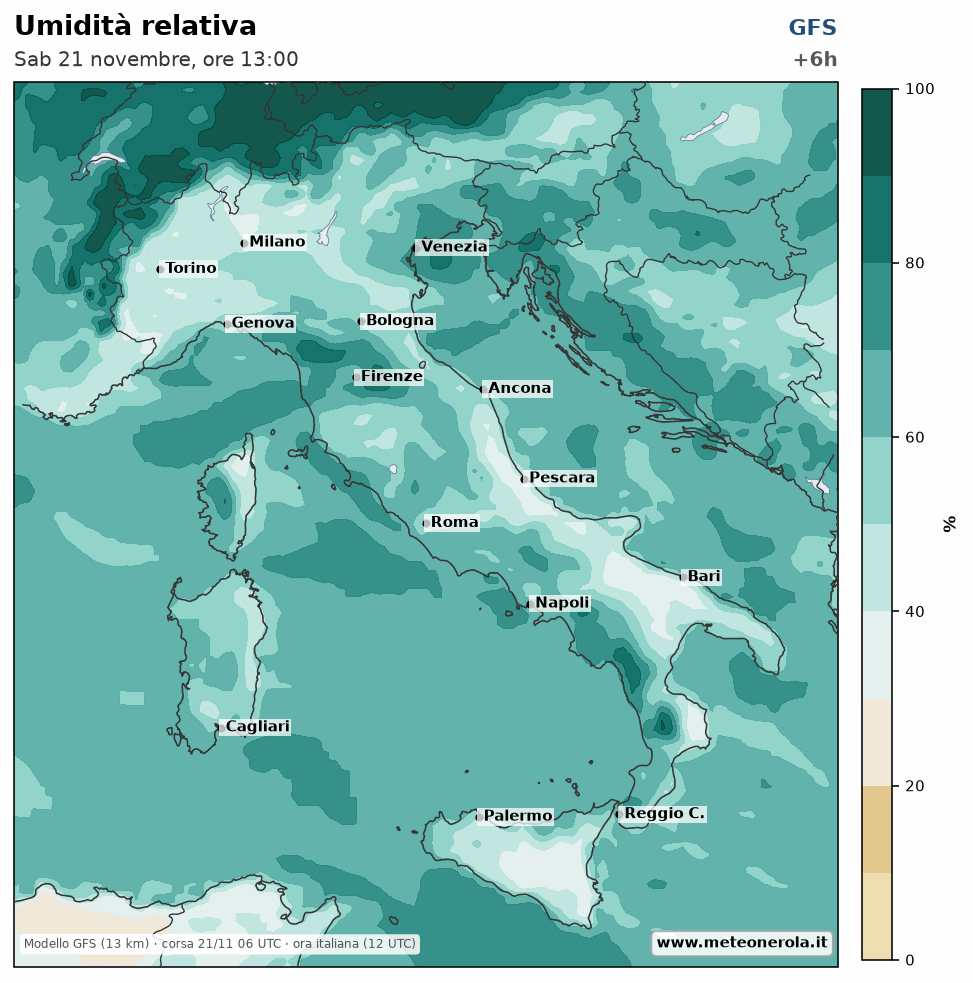 Umidità relativa
GFS
Sab 21 novembre, ore 13:00
+6h
100
80
60
40
20
0
%
Milano
Venezia
Torino
Genova
Bologna
Firenze
Ancona
Pescara
Roma
Bari
Napoli
Cagliari
Palermo
Reggio C.
Modello GFS (13 km) · corsa 21/11 06 UTC · ora italiana (12 UTC)
www.meteonerola.it